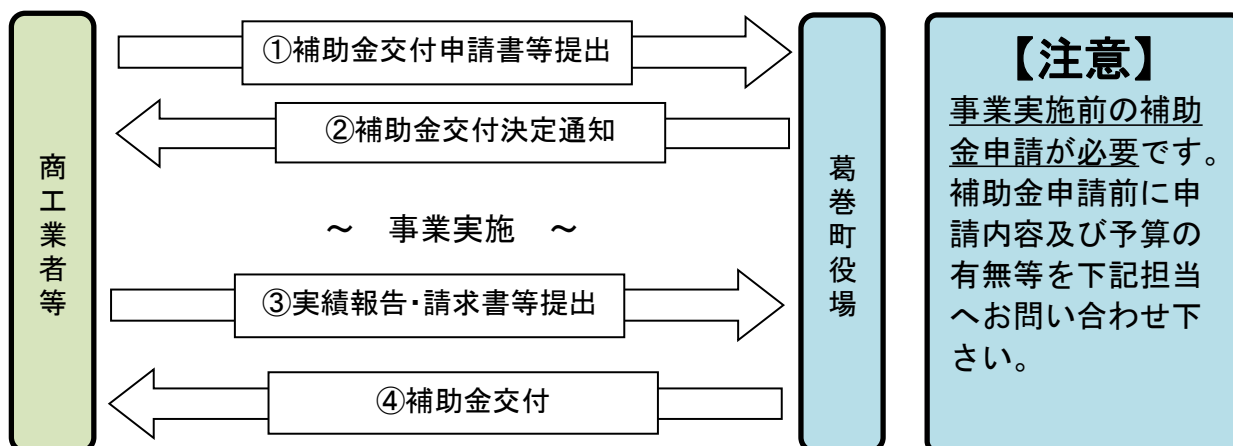 商工業者等
①補助金交付申請書等提出
②補助金交付決定通知
～　事業実施　～
③実績報告・請求書等提出
④補助金交付
葛巻町役場
【注意】
事業実施前の補助
金申請が必要です。
補助金申請前に申
請内容及び予算の
有無等を下記担当
へお問い合わせ下
さい。